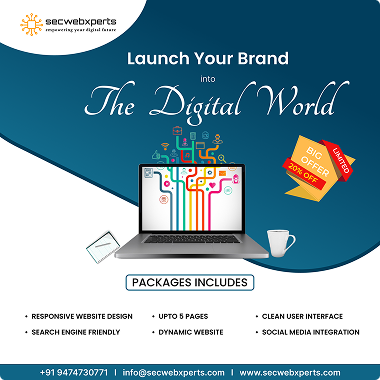 secwebxperts
empowering your digital future
Launch Your Brand
into
The Digital World
BIG
OFFER
20% OFF
LIMITED
PACKAGES INCLUDES
• RESPONSIVE WEBSITE DESIGN • UPTO 5 PAGES • CLEAN USER INTERFACE
• SEARCH ENGINE FRIENDLY • DYNAMIC WEBSITE • SOCIAL MEDIA INTEGRATION
+91 9474730771 | info@secwebxperts.com | www.secwebxperts.com